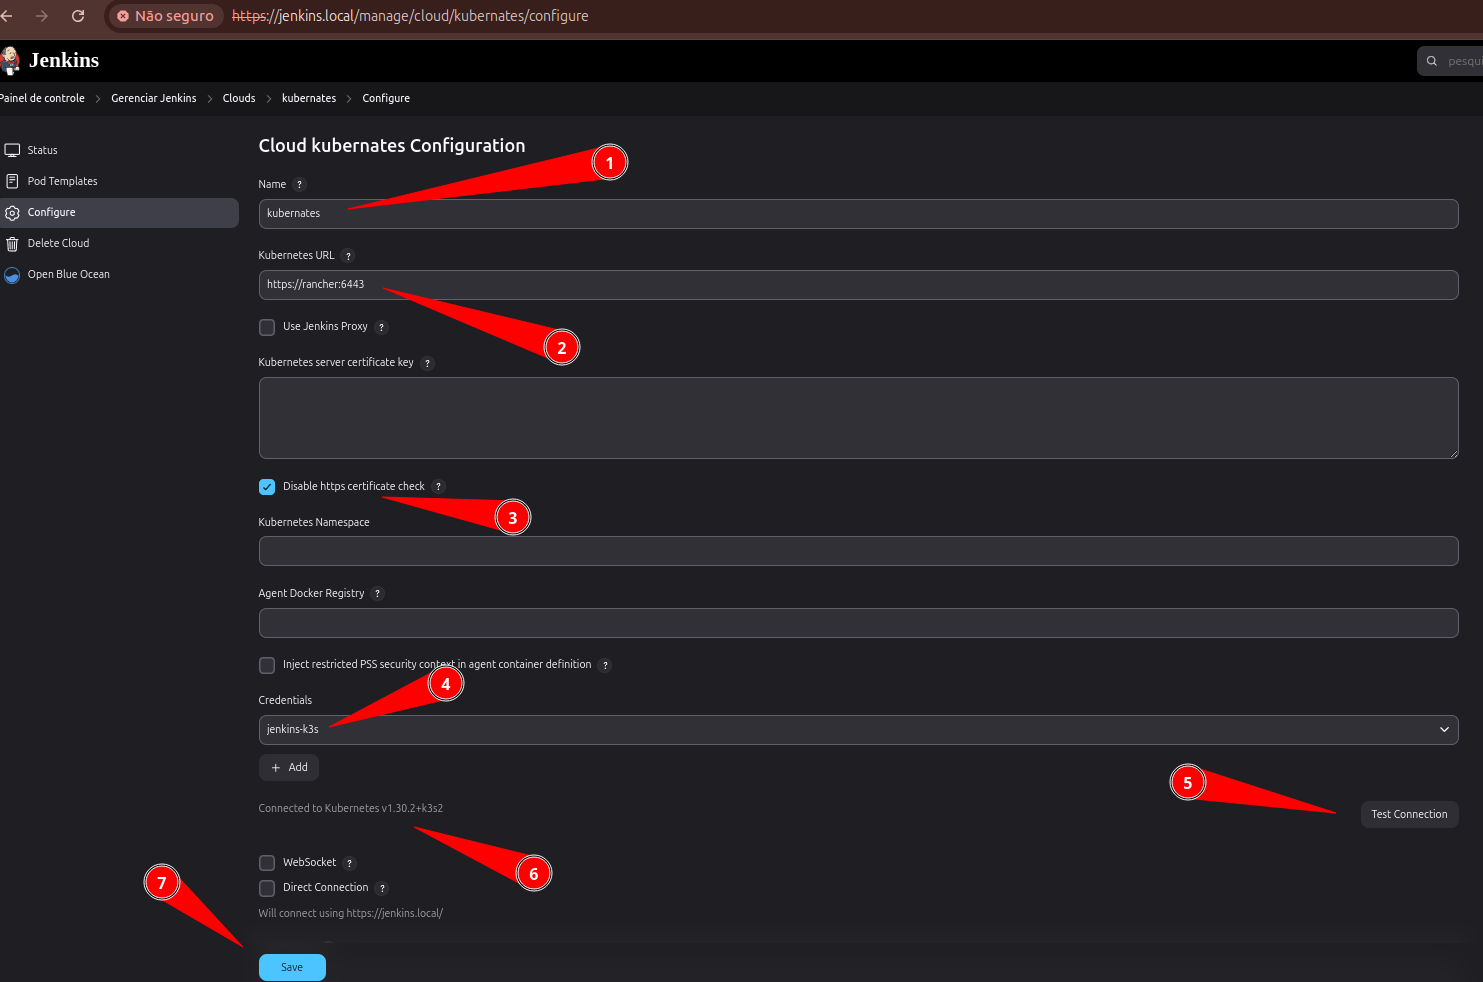 Não seguro https://jenkins.local/manage/cloud/kubernates/configure
Jenkins
Painel de controle > Gerenciar Jenkins > Clouds > kubernates > Configure
Status
Pod Templates
Configure
Delete Cloud
Open Blue Ocean
Cloud kubernates Configuration
1
Name ?
kubernates
Kubernetes URL ?
https://rancher:6443
Use Jenkins Proxy ?
2
Kubernetes server certificate key ?
Disable https certificate check ?
3
Kubernetes Namespace
Agent Docker Registry ?
Inject restricted PSS security context in agent container definition ?
4
Credentials
jenkins-k3s
+ Add
5
Connected to Kubernetes v1.30.2+k3s2
Test Connection
WebSocket ?
6
7
Direct Connection ?
Will connect using https://jenkins.local/
Save